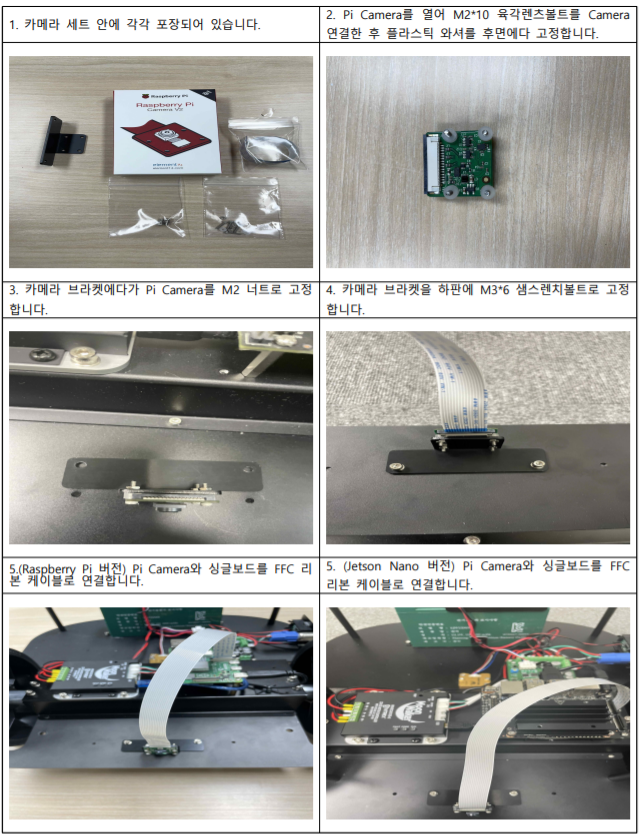 1. 카메라 세트 안에 각각 포장되어 있습니다.
2. Pi Camera를 열어 M2*10 육각렌츠볼트를 Camera
연결한 후 플라스틱 와셔를 후면에다 고정합니다.
Raspberry Pi
Raspberry Pi
Camera V2
3. 카메라 브라켓에다가 Pi Camera를 M2 너트로 고정
합니다.
4. 카메라 브라켓을 하판에 M3*6 샘스렌치볼트로 고정
합니다.
5.(Raspberry Pi 버전) Pi Camera와 싱글보드를 FFC 리
본 케이블로 연결합니다.
5. (Jetson Nano 버전) Pi Camera와 싱글보드를 FFC
리본 케이블로 연결합니다.